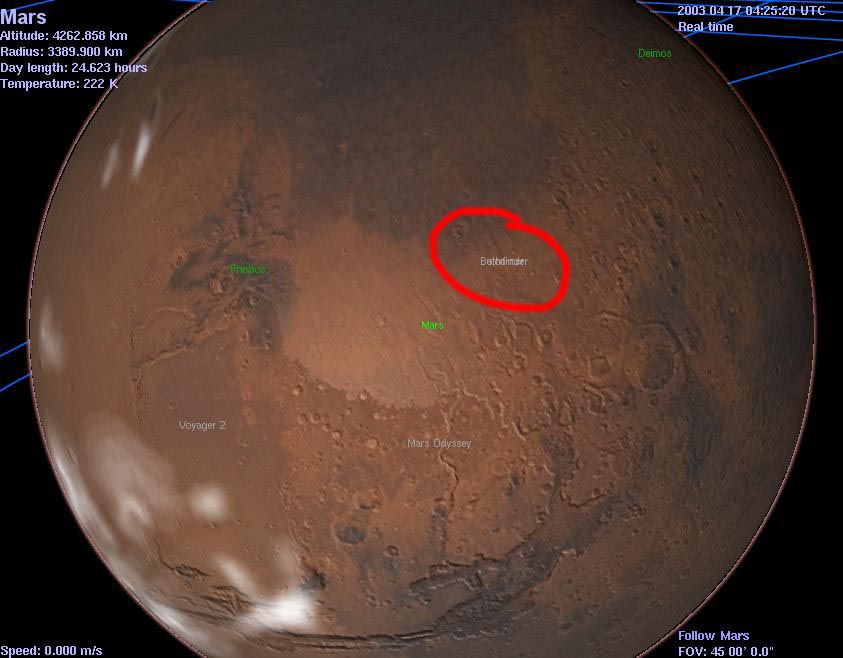 Mars
Altitude: 4262.858 km
Radius: 3389.900 km
Day length: 24.623 hours
Temperature: 222 K
2003 04 17 04:25:20 UTC
Real time
Deimos
Phobos
Mars
Voyager 2
Mars Odyssey
Speed: 0.000 m/s
Follow Mars
FOV: 45 00' 0.0"